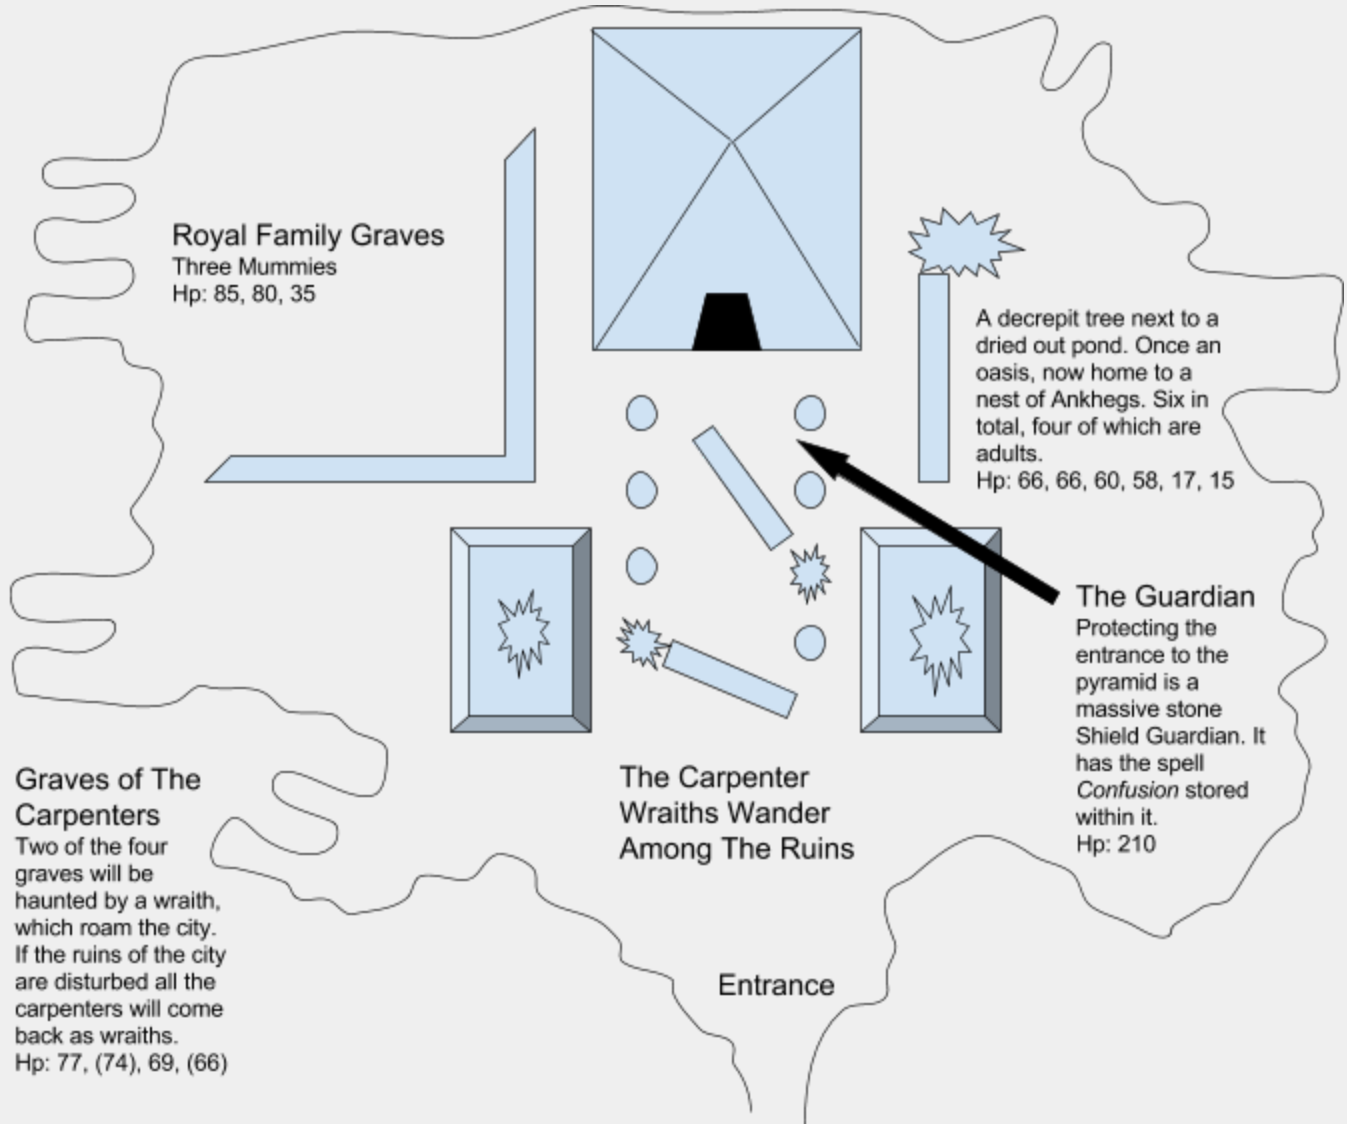 Royal Family Graves
Three Mummies
Hp: 85, 80, 35
A decrepit tree next to a
dried out pond. Once an
oasis, now home to a
nest of Ankhegs. Six in
total, four of which are
adults.
Hp: 66, 66, 60, 58, 17, 15
The Guardian
Protecting the
entrance to the
pyramid is a
massive stone
Shield Guardian. It
has the spell
Confusion stored
within it.
Hp: 210
Graves of The
Carpenters
Two of the four
graves will be
haunted by a wraith,
which roam the city.
If the ruins of the city
are disturbed all the
carpenters will come
back as wraiths.
Hp: 77, (74), 69, (66)
The Carpenter
Wraiths Wander
Among The Ruins
Entrance